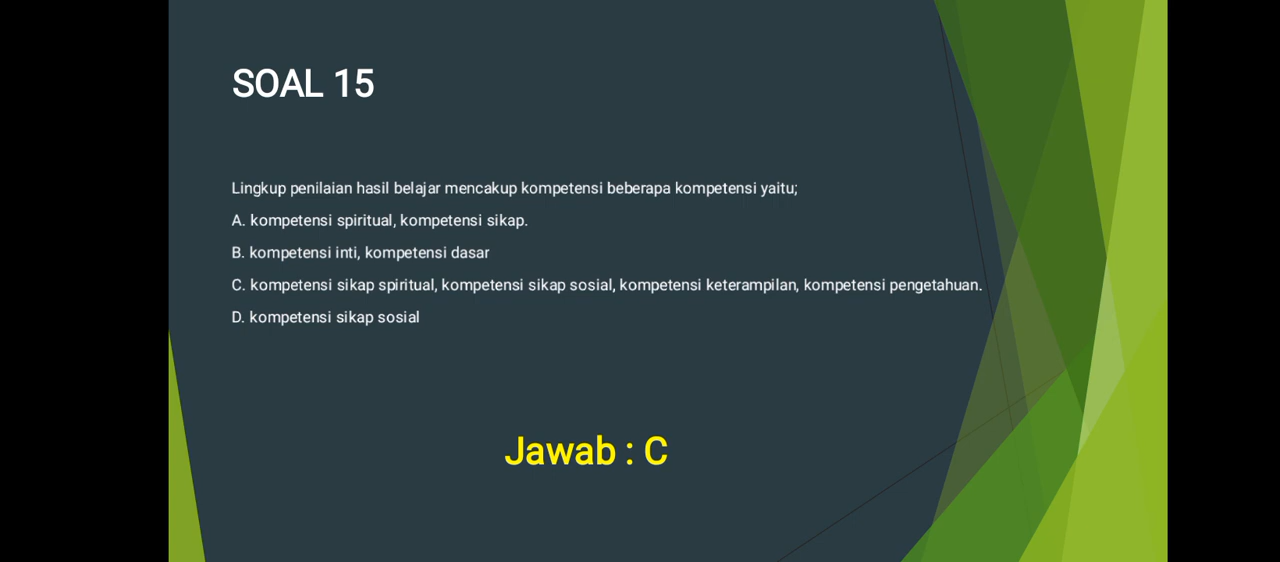 SOAL 15
Lingkup penilaian hasil belajar mencakup kompetensi beberapa kompetensi yaitu;
A. kompetensi spiritual, kompetensi sikap.
B. kompetensi inti, kompetensi dasar
C. kompetensi sikap spiritual, kompetensi sikap sosial, kompetensi keterampilan, kompetensi pengetahuan.
D. kompetensi sikap sosial
Jawab : C